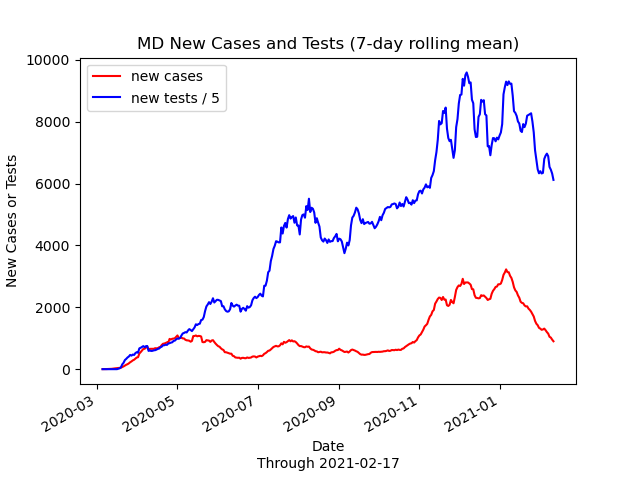 MD New Cases and Tests (7-day rolling mean)
new cases
new tests / 5
New Cases or Tests
10000
8000
6000
4000
2000
0
2020-03
2020-05
2020-07
2020-09
2020-11
2021-01
Date
Through 2021-02-17